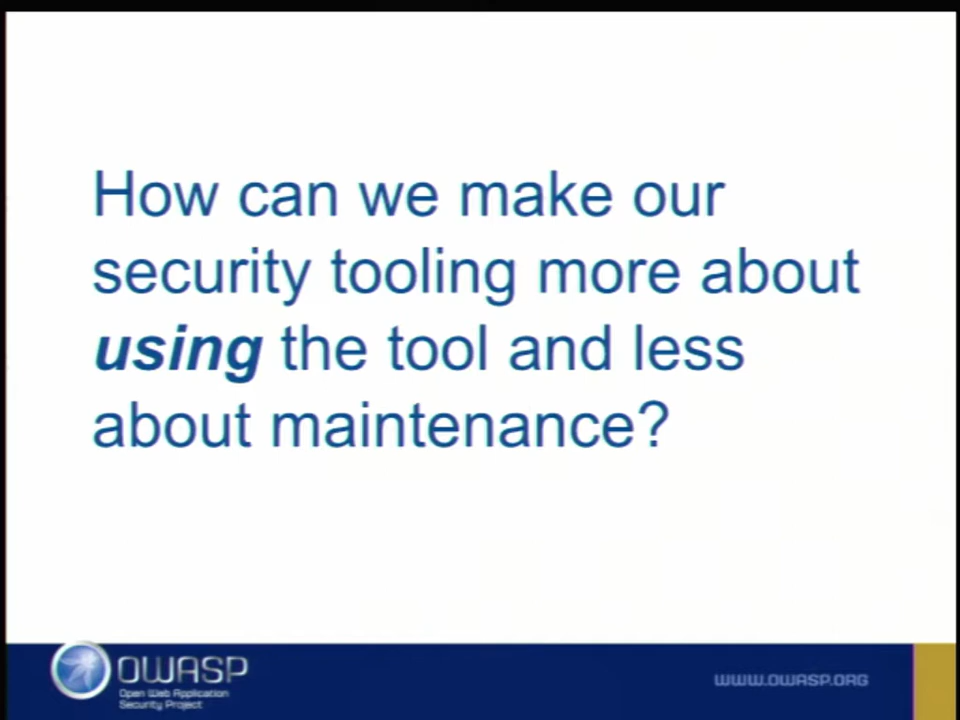 How can we make our
security tooling more about
using the tool and less
about maintenance?
OWASP
Open Web Application
Security Project
WWW.OWASP.ORG